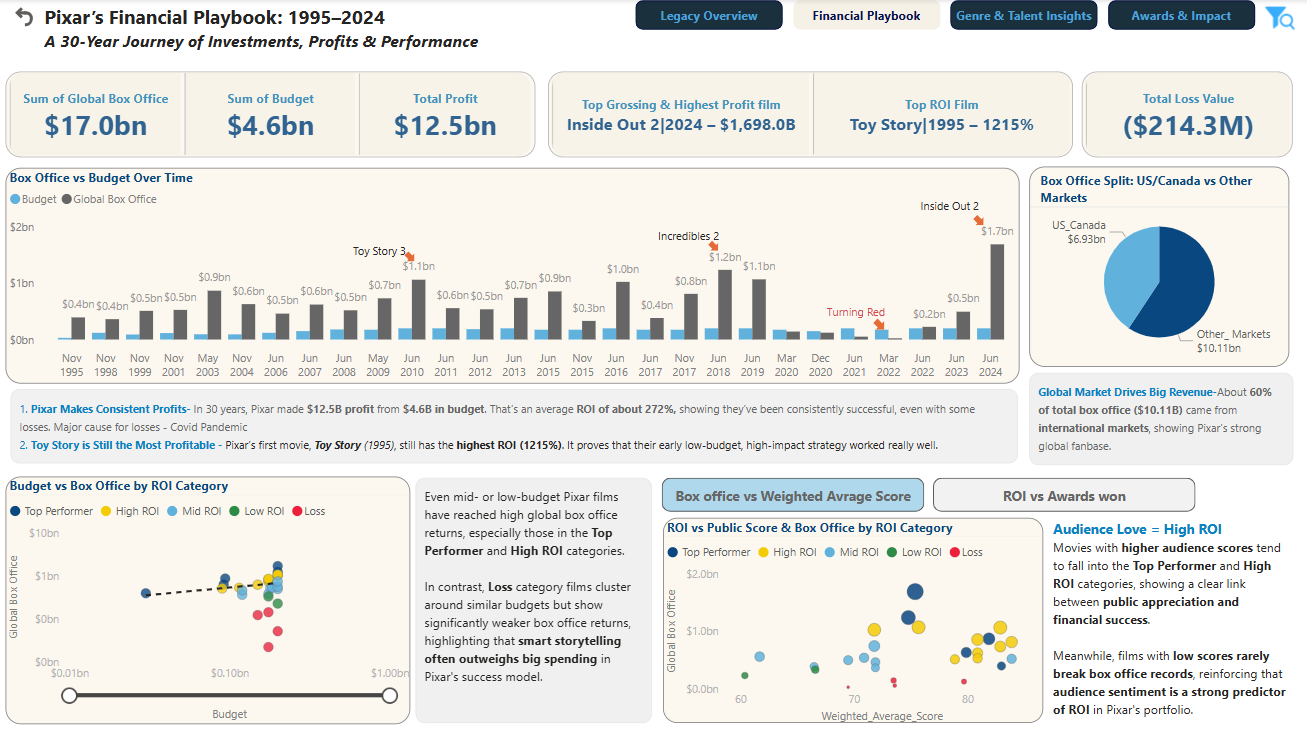 Pixar's Financial Playbook: 1995–2024
A 30-Year Journey of Investments, Profits & Performance
Legacy Overview
Financial Playbook
Genre & Talent Insights
Awards & Impact
Sum of Global Box Office
$17.0bn
Sum of Budget
$4.6bn
Total Profit
$12.5bn
Top Grossing & Highest Profit film
Inside Out 2|2024 – $1,698.0B
Top ROI Film
Toy Story|1995 – 1215%
Total Loss Value
($214.3M)
Box Office vs Budget Over Time
Budget Global Box Office
$2bn
$1bn
$0bn
$0.4bn $0.4bn $0.5bn $0.5bn $0.9bn $0.6bn $0.5bn $0.6bn $0.5bn $0.7bn $1.1bn $0.6bn $0.5bn $0.7bn $0.9bn $0.3bn $1.0bn $0.4bn $0.8bn $1.2bn $1.1bn $0.2bn $0.5bn $1.7bn
Toy Story 3
Incredibles 2
Turning Red
Inside Out 2
Nov Nov Nov Nov May Nov Jun Jun Jun May Jun Jun Jun Jun Jun Nov Jun Jun Nov Jun Jun Mar Dec Jun Mar Jun Jun Jun
1995 1998 1999 2001 2003 2004 2006 2007 2008 2009 2010 2011 2012 2013 2015 2015 2016 2017 2017 2018 2019 2020 2020 2021 2022 2022 2023 2024
Box Office Split: US/Canada vs Other
Markets
US_Canada
$6.93bn
Other_ Markets
$10.11bn
1. Pixar Makes Consistent Profits- In 30 years, Pixar made $12.5B profit from $4.6B in budget. That's an average ROI of about 272%, showing they've been consistently successful, even with some
losses. Major cause for losses - Covid Pandemic
2. Toy Story is Still the Most Profitable - Pixar's first movie, Toy Story (1995), still has the highest ROI (1215%). It proves that their early low-budget, high-impact strategy worked really well.
Global Market Drives Big Revenue-About 60%
of total box office ($10.11B) came from
international markets, showing Pixar's strong
global fanbase.
Budget vs Box Office by ROI Category
Top Performer High ROI Mid ROI Low ROI Loss
Global Box Office
$10bn
$1bn
$0bn
$0bn
$0.01bn $0.10bn $1.00bn
Budget
Even mid- or low-budget Pixar films
have reached high global box office
returns, especially those in the Top
Performer and High ROI categories.
In contrast, Loss category films cluster
around similar budgets but show
significantly weaker box office returns,
highlighting that smart storytelling
often outweighs big spending in
Pixar's success model.
Box office vs Weighted Avrage Score
ROI vs Awards won
ROI vs Public Score & Box Office by ROI Category
Top Performer High ROI Mid ROI Low ROI Loss
Global Box Office
$2.0bn
$1.0bn
$0.0bn
60 70 80
Weighted_Average_Score
Audience Love = High ROI
Movies with higher audience scores tend
to fall into the Top Performer and High
ROI categories, showing a clear link
between public appreciation and
financial success.
Meanwhile, films with low scores rarely
break box office records, reinforcing that
audience sentiment is a strong predictor
of ROI in Pixar's portfolio.